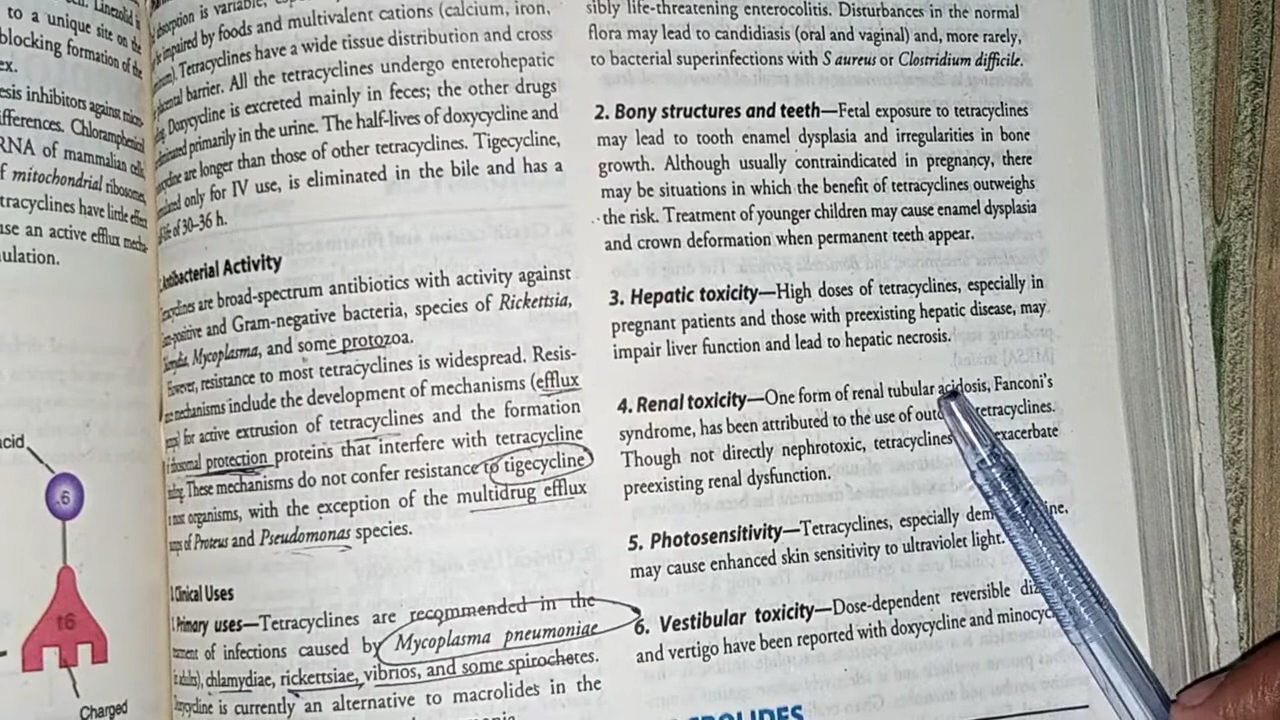 Linezolid is
to a unique site on the
blocking formation of the
ex.
esis inhibitors against micro-
ifferences. Chloramphenicol
RNA of mammalian cells
f mitochondrial ribosomes
tracyclines have little effect
use an active efflux mecha-
ulation.
acid
6
t6
Charged
absorption is variable,
impaired by foods and multivalent cations (calcium, iron,
Tetracyclines have a wide tissue distribution and cross
placental barrier. All the tetracyclines undergo enterohepatic
Doxycycline is excreted mainly in feces; the other drugs
eliminated primarily in the urine. The half-lives of doxycycline and
are longer than those of other tetracyclines. Tigecycline,
only for IV use, is eliminated in the bile and has a
of 30–36 h.
Antibacterial Activity
are broad-spectrum antibiotics with activity against
and Gram-negative bacteria, species of Rickettsia,
Mycoplasma, and some protozoa.
However, resistance to most tetracyclines is widespread. Resis-
mechanisms include the development of mechanisms (efflux
for active extrusion of tetracyclines and the formation
protection proteins that interfere with tetracycline
These mechanisms do not confer resistance to tigecycline
most organisms, with the exception of the multidrug efflux
of Proteus and Pseudomonas species.
Clinical Uses
Primary uses—Tetracyclines are recommended in the
of infections caused by Mycoplasma pneumoniae
chlamydiae, rickettsiae, vibrios, and some spirochetes.
is currently an alternative to macrolides in the
sibly life-threatening enterocolitis. Disturbances in the normal
flora may lead to candidiasis (oral and vaginal) and, more rarely,
to bacterial superinfections with S aureus or Clostridium difficile.
2. Bony structures and teeth—Fetal exposure to tetracyclines
may lead to tooth enamel dysplasia and irregularities in bone
growth. Although usually contraindicated in pregnancy, there
may be situations in which the benefit of tetracyclines outweighs
the risk. Treatment of younger children may cause enamel dysplasia
and crown deformation when permanent teeth appear.
3. Hepatic toxicity—High doses of tetracyclines, especially in
pregnant patients and those with preexisting hepatic disease, may
impair liver function and lead to hepatic necrosis.
4. Renal toxicity—One form of renal tubular acidosis, Fanconi's
syndrome, has been attributed to the use of tetracyclines.
Though not directly nephrotoxic, tetracyclines exacerbate
preexisting renal dysfunction.
5. Photosensitivity—Tetracyclines, especially
may cause enhanced skin sensitivity to ultraviolet light.
6. Vestibular toxicity—Dose-dependent reversible
and vertigo have been reported with doxycycline and